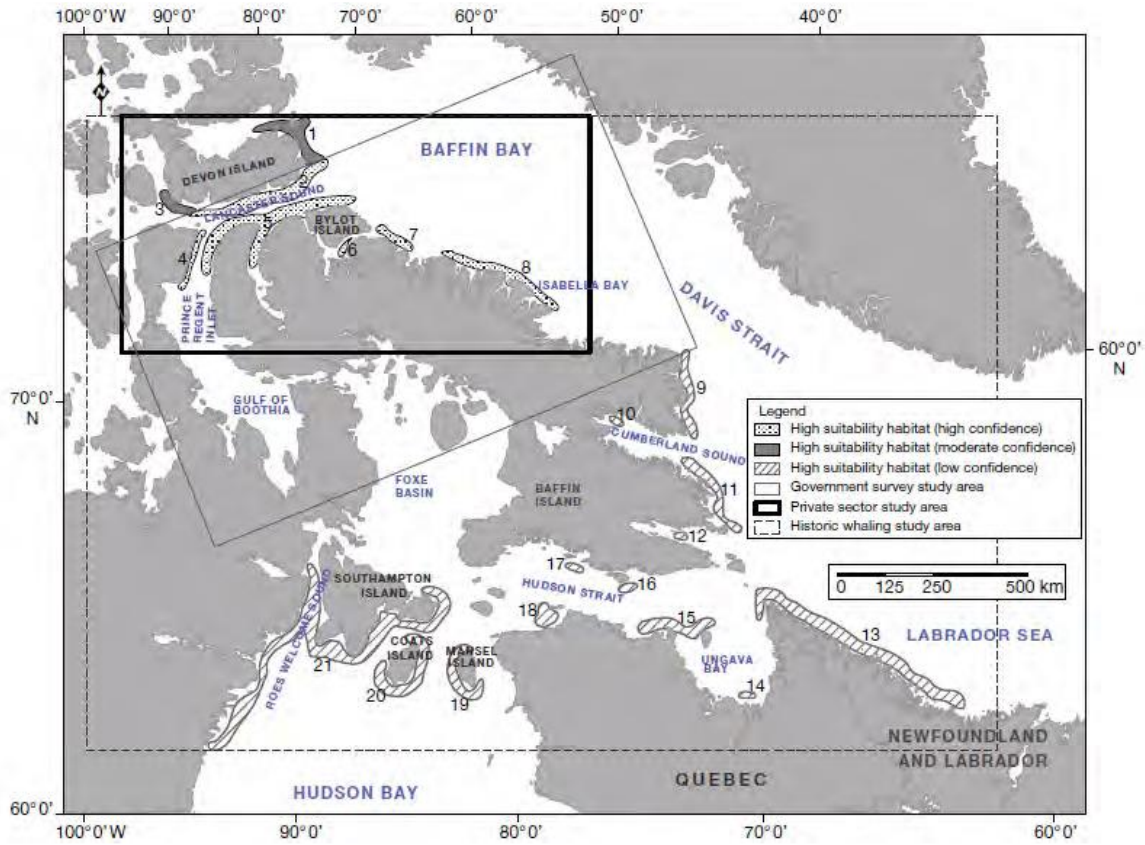 100°0'W 90°0' 80°0' 70°0' 60°0' 50°0' 40°0'
N
1
BAFFIN BAY
DEVON ISLAND
2
LANCASTER SOUND
3
BYLOT
ISLAND
5
4
6
7
8
ISABELLA BAY
PRINCE
REGENT
INLET
DAVIS STRAIT
60°0'
N
70°0'
N
GULF OF
BOOTHIA
9
10
CUMBERLAND SOUND
11
FOXE
BASIN
BAFFIN
ISLAND
12
Legend
High suitability habitat (high confidence)
High suitability habitat (moderate confidence)
High suitability habitat (low confidence)
Government survey study area
Private sector study area
Historic whaling study area
0 125 250 500 km
17
16
HUDSON STRAIT
SOUTHAMPTON
ISLAND
18
15
13
LABRADOR SEA
ROES WELCOME SOUND
COATS
ISLAND
MANSEL
ISLAND
21
20
19
UNGAVA
BAY
14
NEWFOUNDLAND
AND LABRADOR
QUEBEC
HUDSON BAY
60°0'
N
100°0'W 90°0' 80°0' 70°0' 60°0'